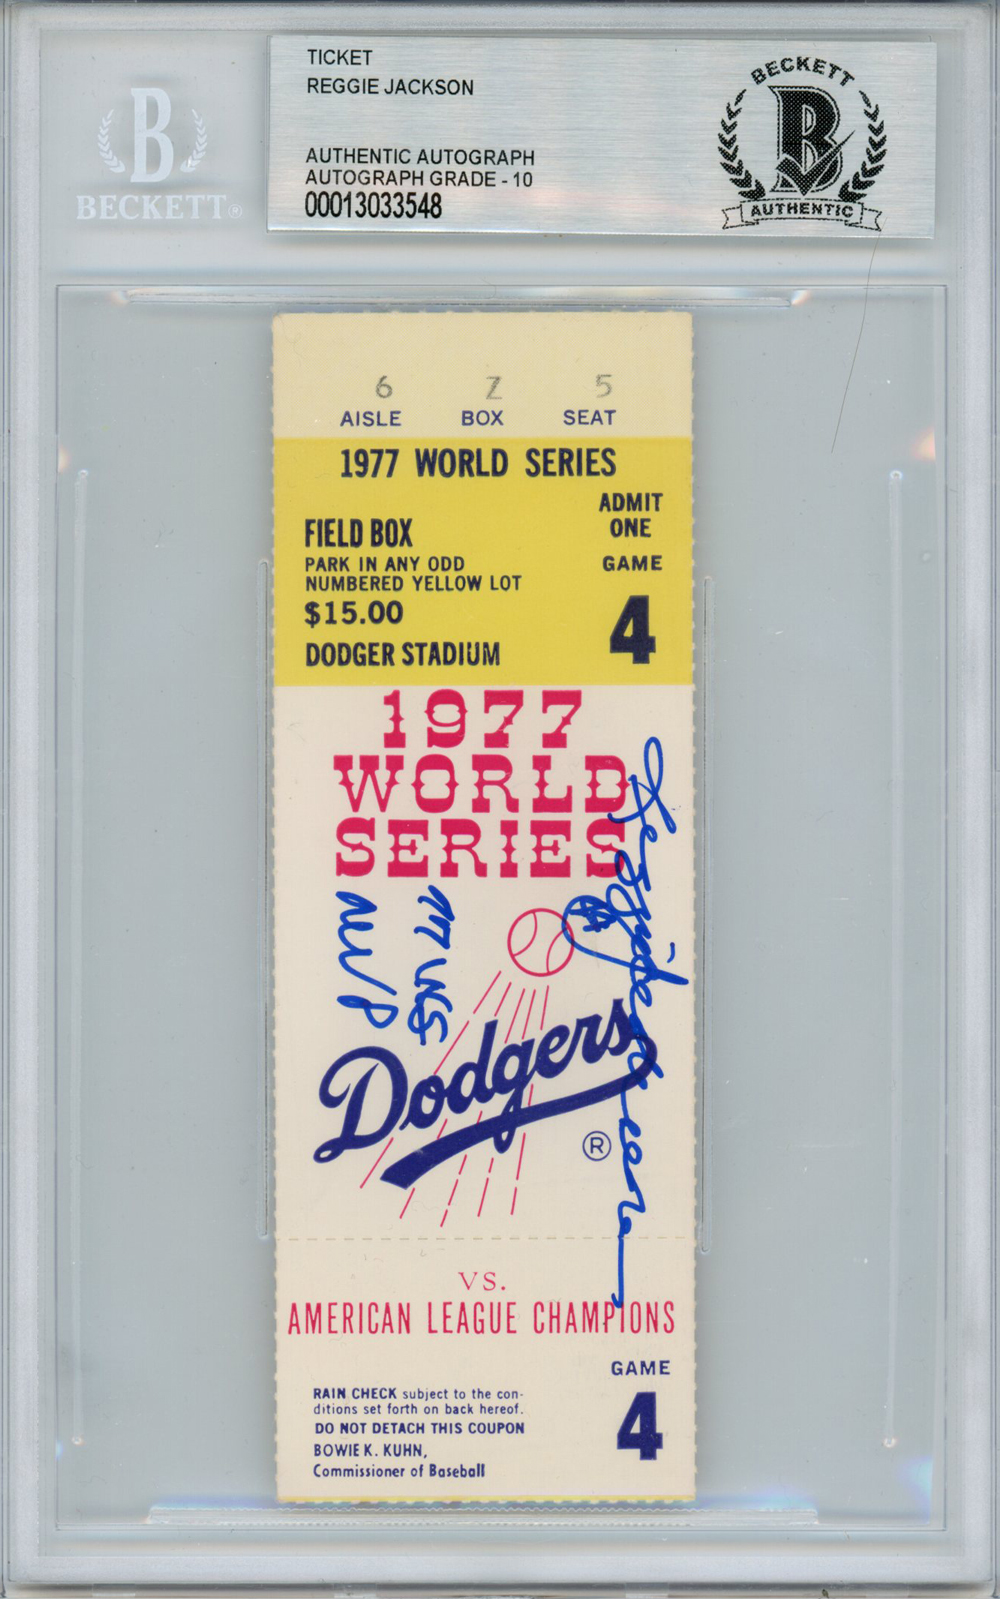 TICKET
REGGIE JACKSON
AUTHENTIC AUTOGRAPH
AUTOGRAPH GRADE - 10
00013033548
BECKETT
B
AUTHENTIC
B
BECKETT®
6 Z 5
AISLE BOX SEAT
1977 WORLD SERIES
ADMIT
ONE
FIELD BOX
PARK IN ANY ODD
NUMBERED YELLOW LOT
$15.00
DODGER STADIUM
GAME
4
1977
WORLD
SERIES
Reggie Jackson
77 WS
MVP
Dodgers
®
VS.
AMERICAN LEAGUE CHAMPIONS
GAME
4
RAIN CHECK subject to the con-
ditions set forth on back hereof.
DO NOT DETACH THIS COUPON
BOWIE K. KUHN,
Commissioner of Baseball